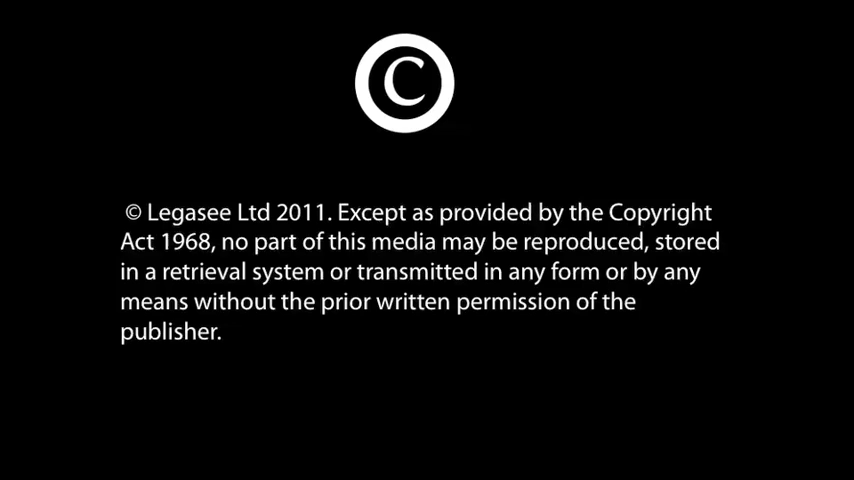 ©
© Legasee Ltd 2011. Except as provided by the Copyright
Act 1968, no part of this media may be reproduced, stored
in a retrieval system or transmitted in any form or by any
means without the prior written permission of the
publisher.